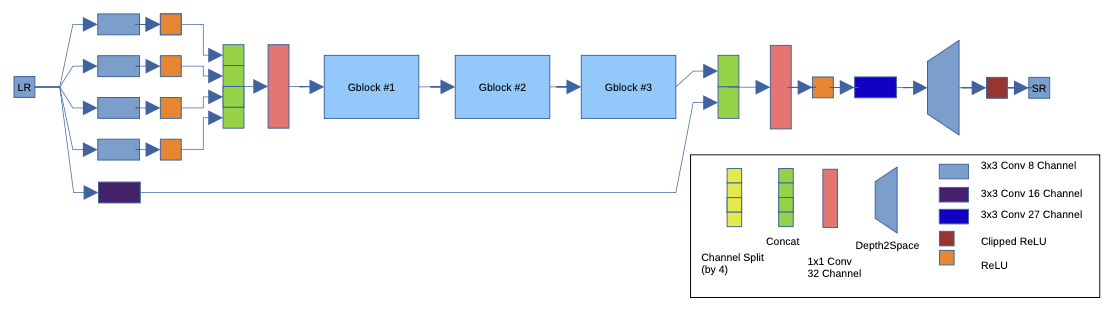 LR
Gblock #1
Gblock #2
Gblock #3
SR
3x3 Conv 8 Channel
3x3 Conv 16 Channel
3x3 Conv 27 Channel
Clipped ReLU
ReLU
Concat
Depth2Space
Channel Split
(by 4)
1x1 Conv
32 Channel